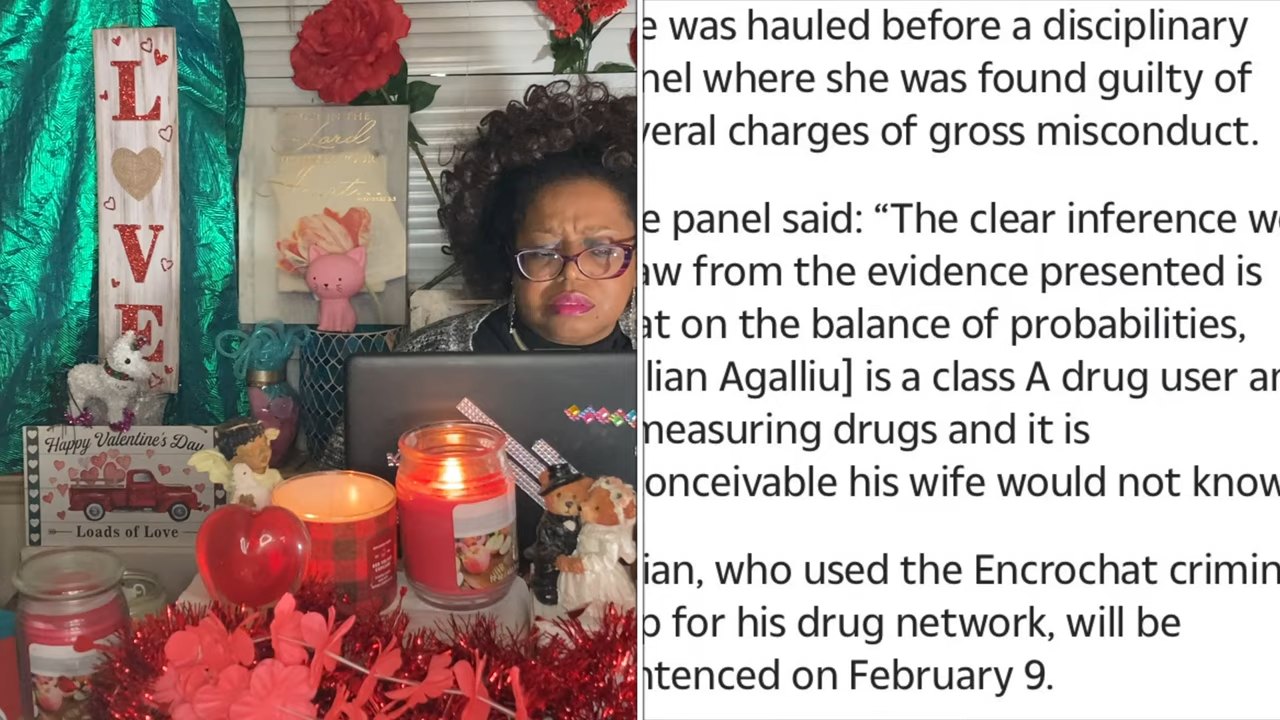 LOVE
Lord
Happy Valentine's Day
Loads of Love
e was hauled before a disciplinary
nel where she was found guilty of
veral charges of gross misconduct.
e panel said: “The clear inference we
aw from the evidence presented is
at on the balance of probabilities,
lian Agalliu] is a class A drug user an
measuring drugs and it is
onceivable his wife would not know
ian, who used the Encrochat crimin
p for his drug network, will be
ntenced on February 9.